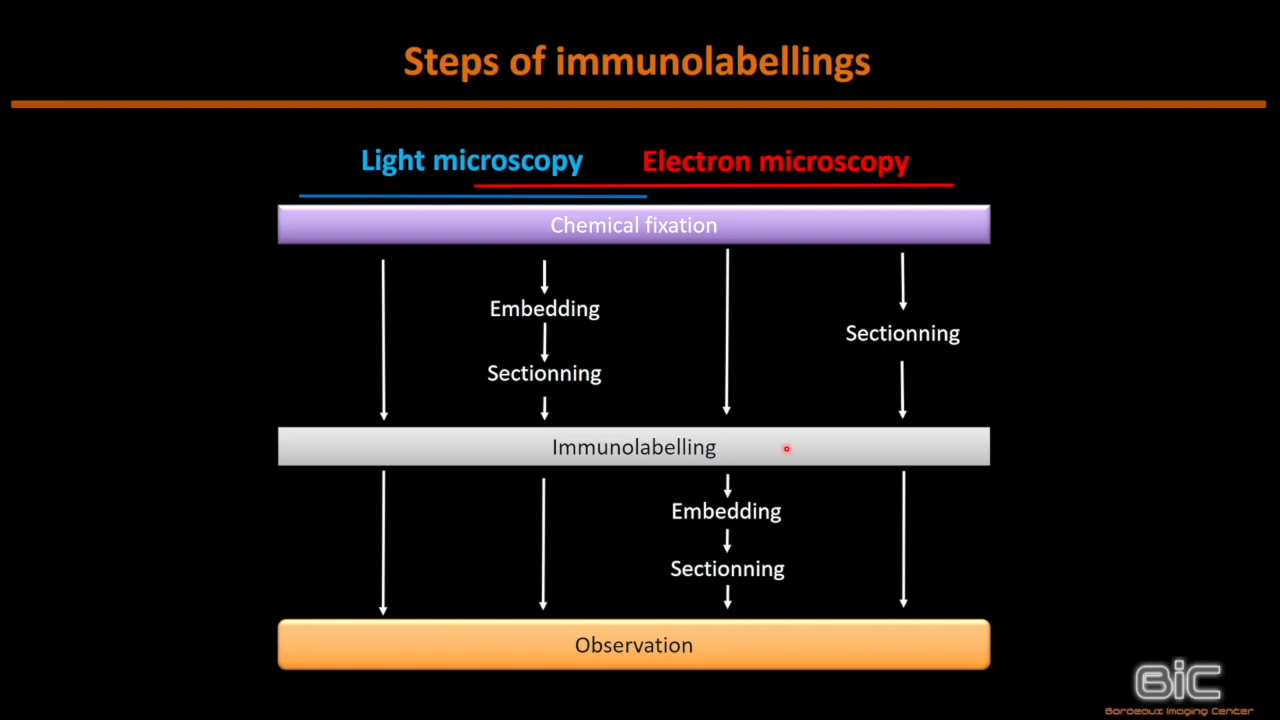 Steps of immunolabellings
Light microscopy
Electron microscopy
Chemical fixation
Embedding
Sectionning
Sectionning
Immunolabelling
Embedding
Sectionning
Observation
BiC
Bordeaux Imaging Center